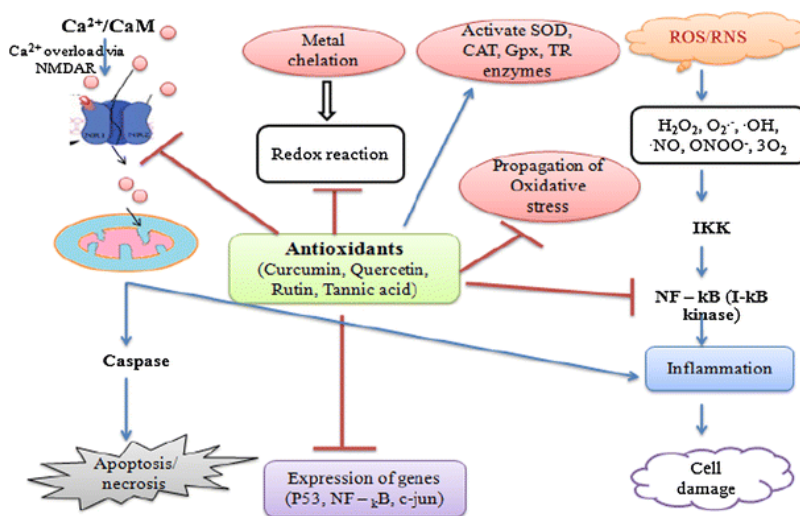 Ca²⁺/CaM
Ca²⁺ overload via
NMDAR
NR1 NR2
Metal
chelation
Redox reaction
Activate SOD,
CAT, Gpx, TR
enzymes
Propagation of
Oxidative
stress
Antioxidants
(Curcumin, Quercetin,
Rutin, Tannic acid)
ROS/RNS
H₂O₂, O₂·⁻, ·OH,
·NO, ONOO⁻, 3O₂
IKK
NF – kB (I-kB
kinase)
Inflammation
Cell
damage
Caspase
Apoptosis/
necrosis
Expression of genes
(P53, NF – kB, c-jun)